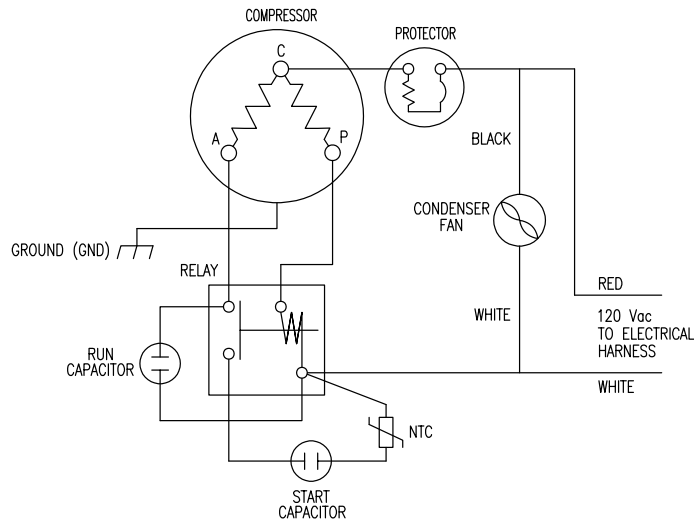 COMPRESSOR
PROTECTOR
C
A
P
BLACK
CONDENSER
FAN
GROUND (GND)
RELAY
RED
WHITE
120 Vac
TO ELECTRICAL
HARNESS
RUN
CAPACITOR
WHITE
NTC
START
CAPACITOR